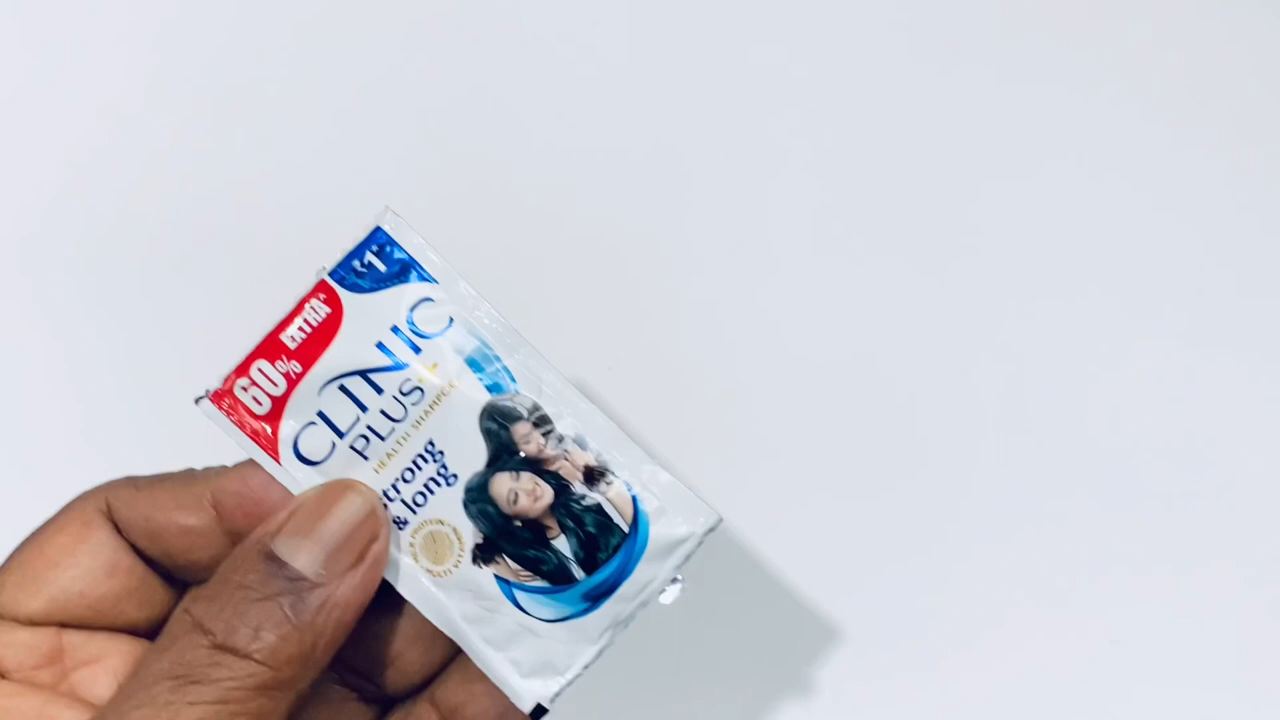 ₹1
60% EXTRA^
CLINIC
PLUS+
HEALTH SHAMPOO
strong
& long